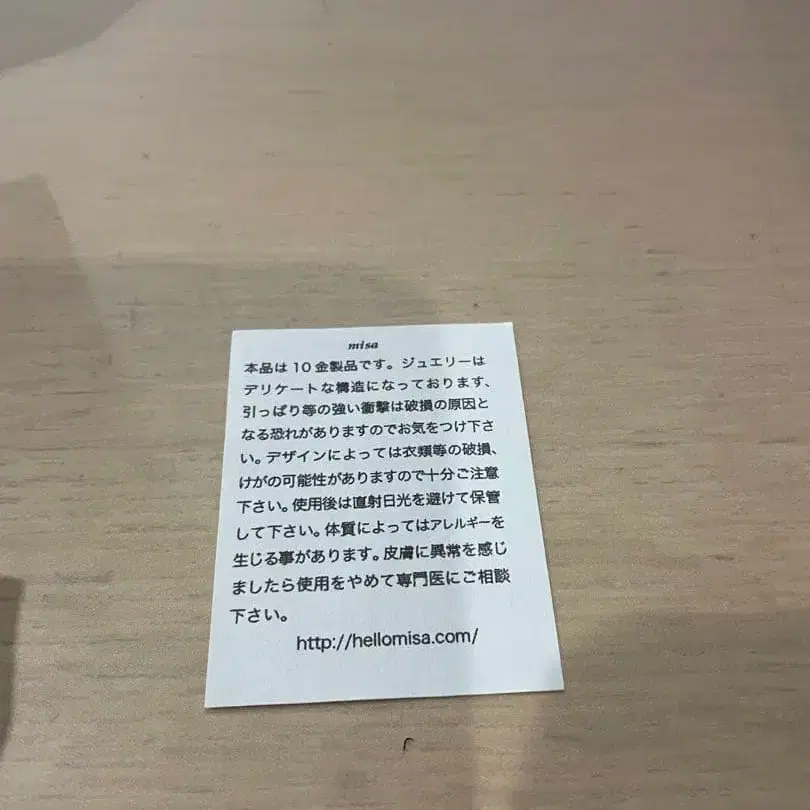 misa
本品は10金製品です。ジュエリーは
デリケートな構造になっております、
引っぱり等の強い衝撃は破損の原因と
なる恐れがありますのでお気をつけ下さ
い。デザインによっては衣類等の破損、
けがの可能性がありますので十分ご注意
下さい。使用後は直射日光を避けて保管
して下さい。体質によってはアレルギーを
生じる事があります。皮膚に異常を感じ
ましたら使用をやめて専門医にご相談
下さい。
http://hellomisa.com/